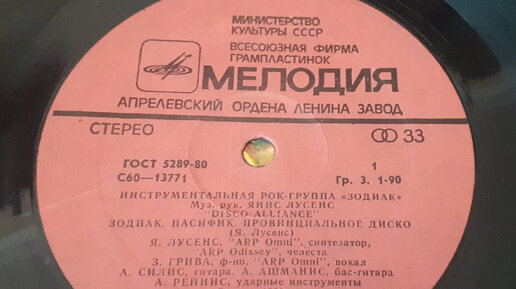 МИНИСТЕРСТВО
КУЛЬТУРЫ СССР
ВСЕСОЮЗНАЯ ФИРМА
ГРАМПЛАСТИНОК
МЕЛОДИЯ
АПРЕЛЕВСКИЙ ОРДЕНА ЛЕНИНА ЗАВОД
СТЕРЕО
33
ГОСТ 5289-80
С60—13771
1
Гр. 3. 1-90
ИНСТРУМЕНТАЛЬНАЯ РОК-ГРУППА «ЗОДИАК»
Муз. рук. ЯНИС ЛУСЕНС
"DISCO ALLIANCE"
ЗОДИАК. ПАСИФИК. ПРОВИНЦИАЛЬНОЕ ДИСКО
(Я. Лусенс)
Я. ЛУСЕНС, "ARP Omni", синтезатор,
"ARP Odissey", челеста
З. ГРИВА, ф-но, "ARP Omni", вокал
А. СИЛИС, гитара. А. АШМАНИС, бас-гитара
А. РЕЙНИС, ударные инструменты